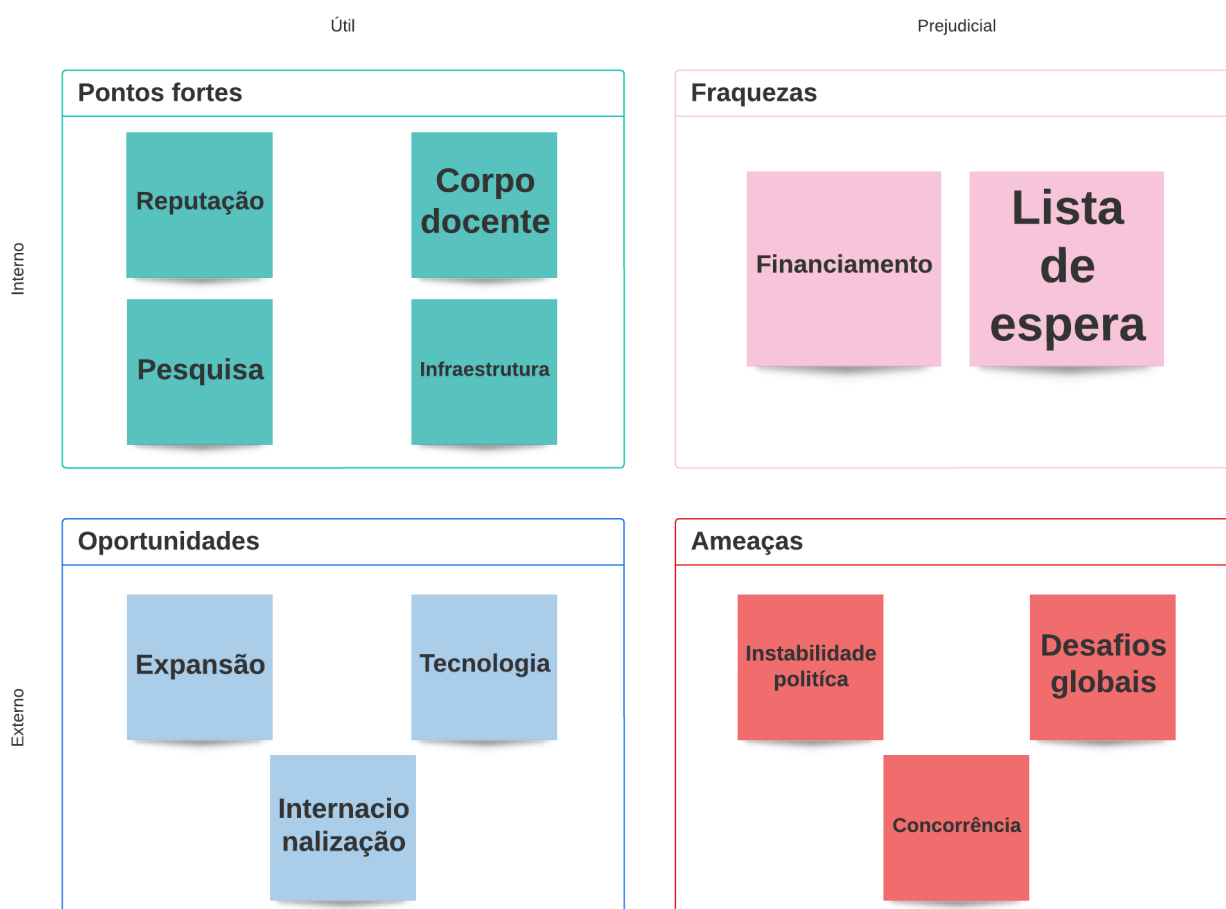 Útil
Prejudicial
Interno
Pontos fortes
Reputação
Corpo
docente
Pesquisa
Infraestrutura
Fraquezas
Financiamento
Lista
de
espera
Externo
Oportunidades
Expansão
Tecnologia
Internacio
nalização
Ameaças
Instabilidade
politíca
Desafios
globais
Concorrência